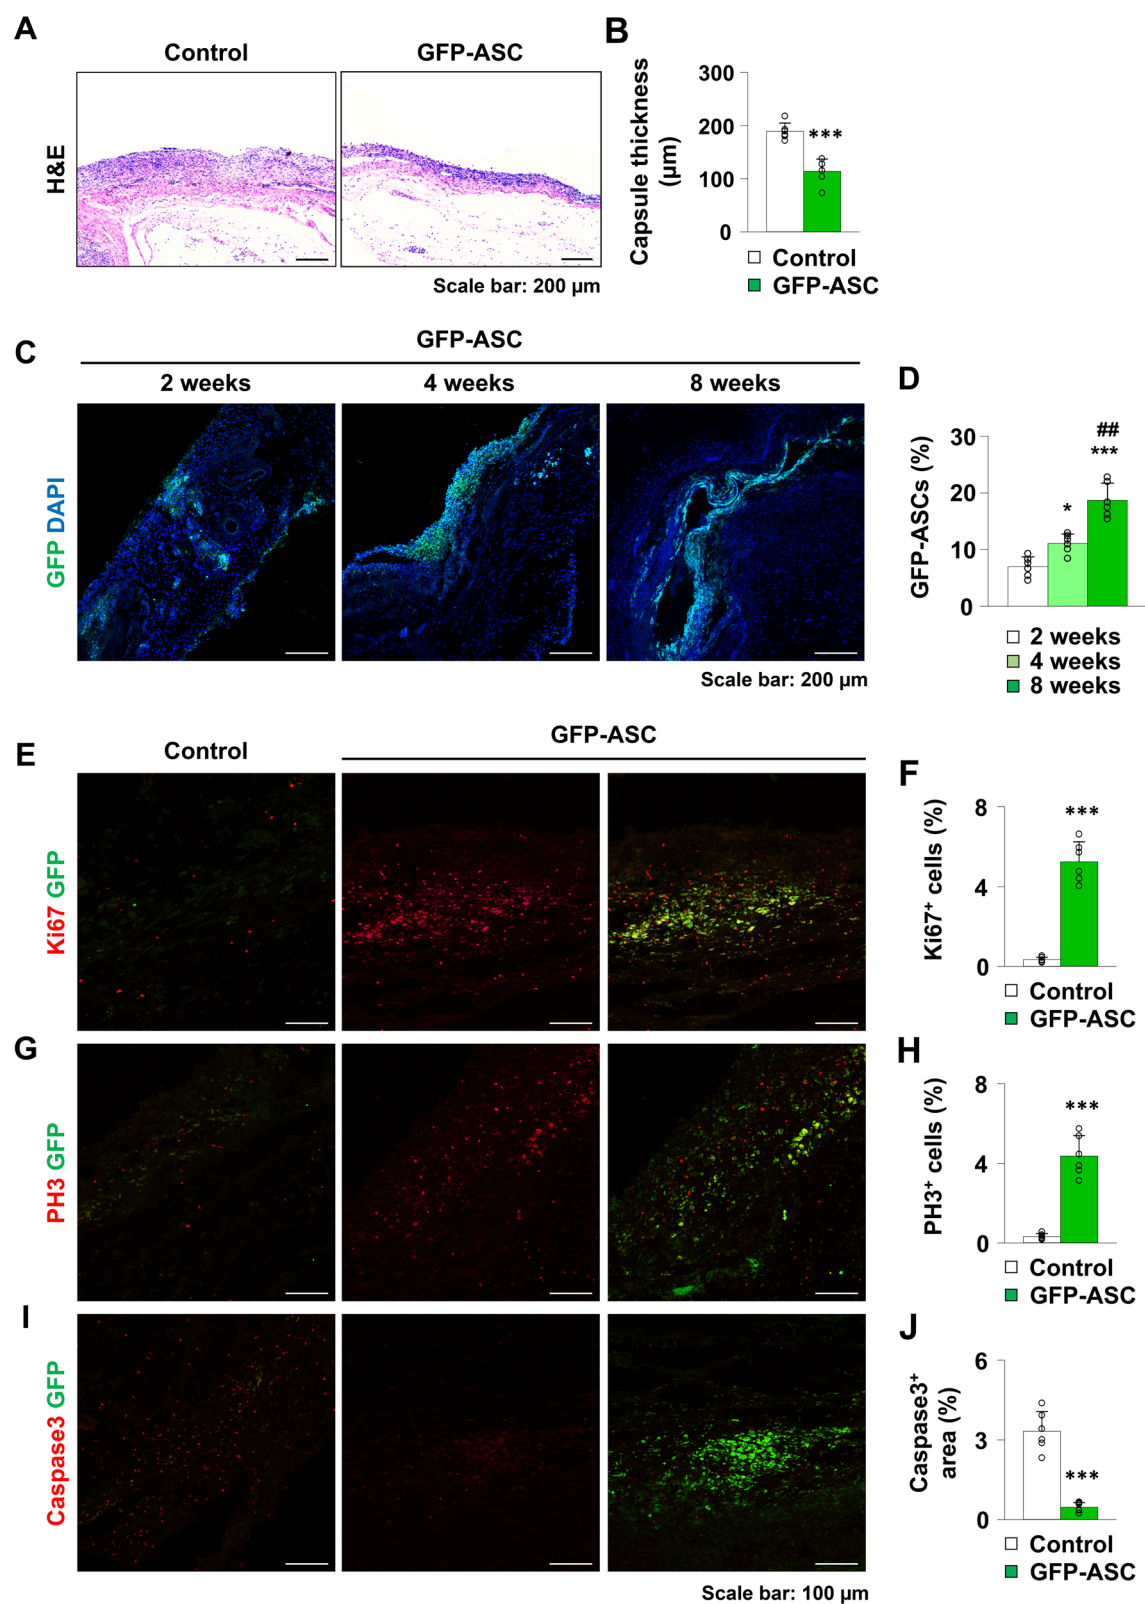 A
Control
GFP-ASC
H&E
Scale bar: 200 µm
B
Capsule thickness
(µm)
300
200
100
0
***
Control
GFP-ASC
C
GFP-ASC
2 weeks
4 weeks
8 weeks
GFP DAPI
Scale bar: 200 µm
D
GFP-ASCs (%)
30
20
10
0
*
##
***
2 weeks
4 weeks
8 weeks
E
Control
GFP-ASC
Ki67 GFP
F
Ki67⁺ cells (%)
8
4
0
***
Control
GFP-ASC
G
PH3 GFP
H
PH3⁺ cells (%)
8
4
0
***
Control
GFP-ASC
I
Caspase3 GFP
Scale bar: 100 µm
J
Caspase3⁺
area (%)
6
3
0
***
Control
GFP-ASC